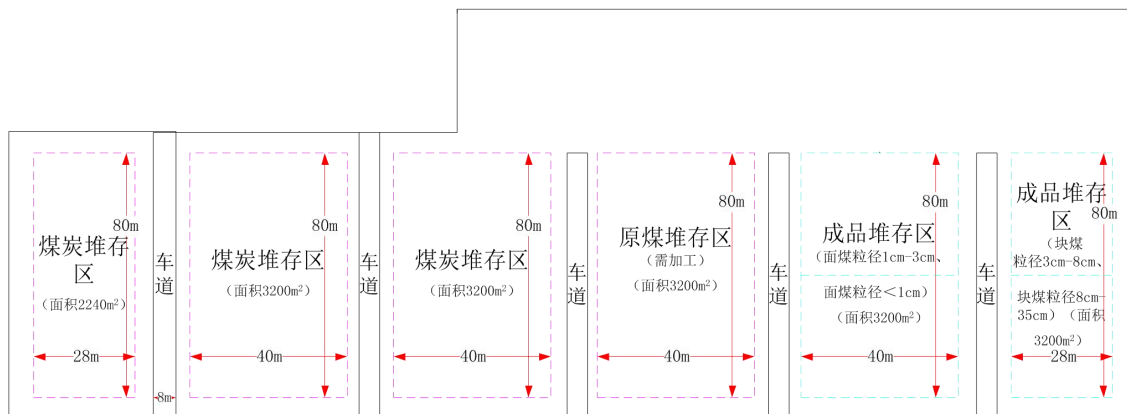 80m
煤炭堆存
区
（面积2240m²）
28m
车
道
8m
80m
煤炭堆存区
（面积3200m²）
40m
车
道
80m
煤炭堆存区
（面积3200m²）
40m
车
道
80m
原煤堆存区
（需加工）
（面积3200m²）
40m
车
道
80m
成品堆存区
（面煤粒径1cm-3cm、
面煤粒径＜1cm）
（面积3200m²）
40m
车
道
成品堆存
区
80m
（块煤
粒径3cm-8cm、
块煤粒径8cm-
35cm）（面积
3200m²）
28m